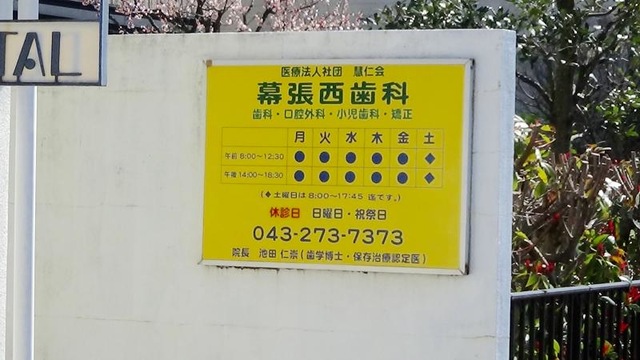 TAL
医療法人社団 慧仁会
幕張西歯科
歯科・口腔外科・小児歯科・矯正
月 火 水 木 金 土
午前 8:00～12:30 ● ● ● ● ● ◆
午後 14:00～18:30 ● ● ● ● ● ◆
(◆土曜日は8:00～17:45 迄です。)
休診日 日曜日・祝祭日
043-273-7373
院長 池田 仁崇(歯学博士・保存治療認定医)